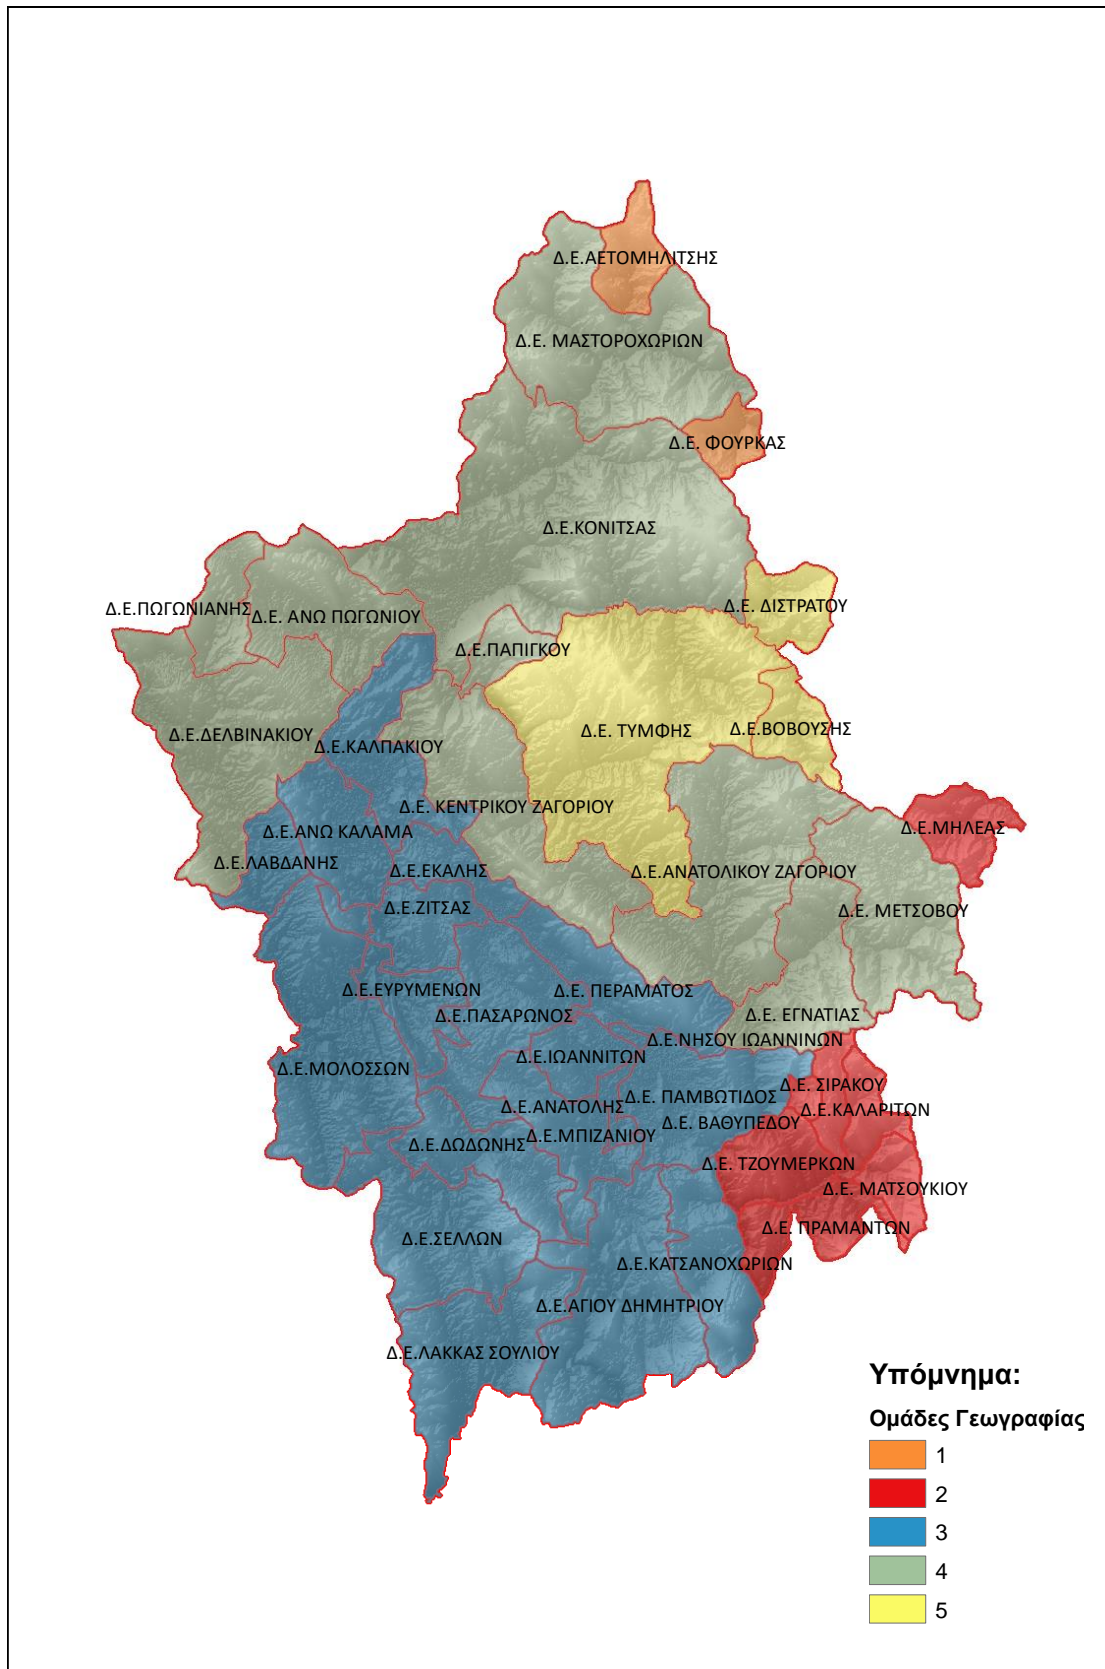 Δ.Ε.ΑΕΤΟΜΗΛΙΤΣΗΣ
Δ.Ε. ΜΑΣΤΟΡΟΧΩΡΙΩΝ
Δ.Ε. ΦΟΥΡΚΑΣ
Δ.Ε.ΚΟΝΙΤΣΑΣ
Δ.Ε.ΠΩΓΩΝΙΑΝΗΣ
Δ.Ε. ΑΝΩ ΠΩΓΩΝΙΟΥ
Δ.Ε. ΔΙΣΤΡΑΤΟΥ
Δ.Ε.ΠΑΠΙΓΚΟΥ
Δ.Ε.ΔΕΛΒΙΝΑΚΙΟΥ
Δ.Ε.ΚΑΛΠΑΚΙΟΥ
Δ.Ε. ΤΥΜΦΗΣ
Δ.Ε.ΒΟΒΟΥΣΗΣ
Δ.Ε. ΚΕΝΤΡΙΚΟΥ ΖΑΓΟΡΙΟΥ
Δ.Ε.ΑΝΩ ΚΑΛΑΜΑ
Δ.Ε.ΜΗΛΕΑΣ
Δ.Ε.ΛΑΒΔΑΝΗΣ
Δ.Ε.ΕΚΑΛΗΣ
Δ.Ε.ΑΝΑΤΟΛΙΚΟΥ ΖΑΓΟΡΙΟΥ
Δ.Ε.ΖΙΤΣΑΣ
Δ.Ε. ΜΕΤΣΟΒΟΥ
Δ.Ε.ΕΥΡΥΜΕΝΩΝ
Δ.Ε. ΠΕΡΑΜΑΤΟΣ
Δ.Ε.ΠΑΣΑΡΩΝΟΣ
Δ.Ε. ΕΓΝΑΤΙΑΣ
Δ.Ε.ΝΗΣΟΥ ΙΩΑΝΝΙΝΩΝ
Δ.Ε.ΙΩΑΝΝΙΤΩΝ
Δ.Ε.ΜΟΛΟΣΣΩΝ
Δ.Ε. ΣΙΡΑΚΟΥ
Δ.Ε. ΠΑΜΒΩΤΙΔΟΣ
Δ.Ε.ΑΝΑΤΟΛΗΣ
Δ.Ε.ΚΑΛΑΡΙΤΩΝ
Δ.Ε. ΒΑΘΥΠΕΔΟΥ
Δ.Ε.ΔΩΔΩΝΗΣ
Δ.Ε.ΜΠΙΖΑΝΙΟΥ
Δ.Ε. ΤΖΟΥΜΕΡΚΩΝ
Δ.Ε. ΜΑΤΣΟΥΚΙΟΥ
Δ.Ε. ΠΡΑΜΑΝΤΩΝ
Δ.Ε.ΣΕΛΛΩΝ
Δ.Ε.ΚΑΤΣΑΝΟΧΩΡΙΩΝ
Δ.Ε.ΑΓΙΟΥ ΔΗΜΗΤΡΙΟΥ
Δ.Ε.ΛΑΚΚΑΣ ΣΟΥΛΙΟΥ
Υπόμνημα:
Ομάδες Γεωγραφίας
1
2
3
4
5